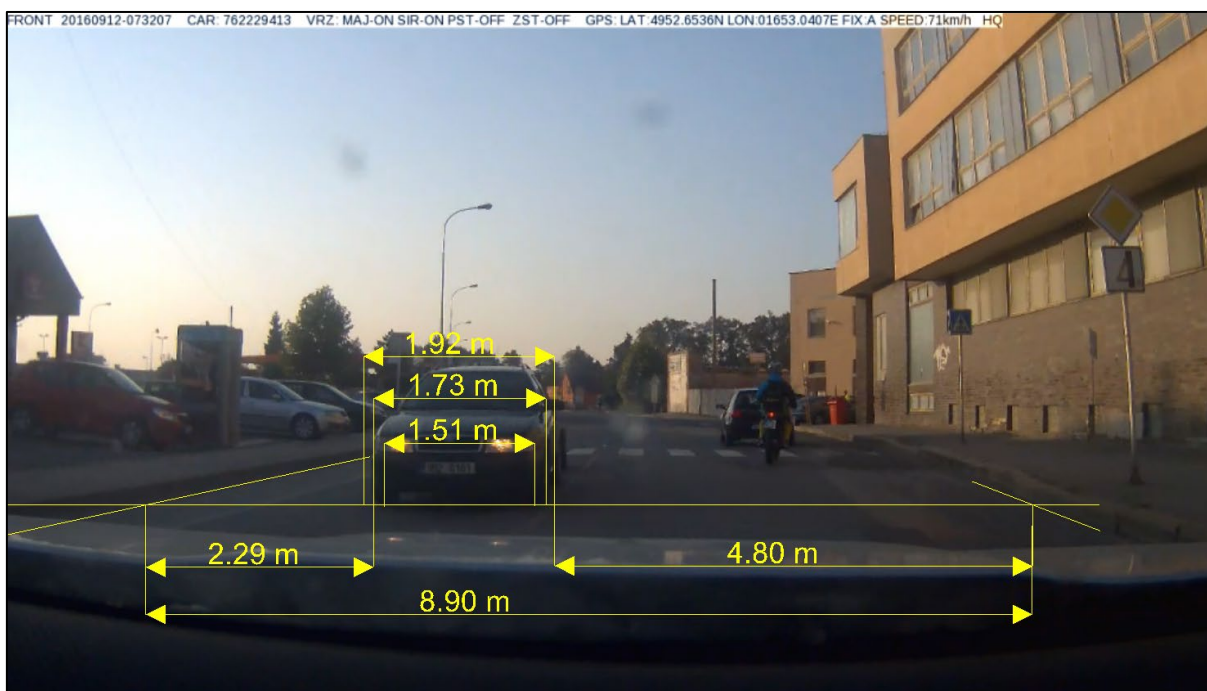 FRONT 20160912-073207 CAR: 762229413 VRZ: MAJ-ON SIR-ON PST-OFF ZST-OFF GPS: LAT:4952.6536N LON:01653.0407E FIX:A SPEED:71km/h HQ
4
1.92 m
1.73 m
1.51 m
2.29 m
4.80 m
8.90 m